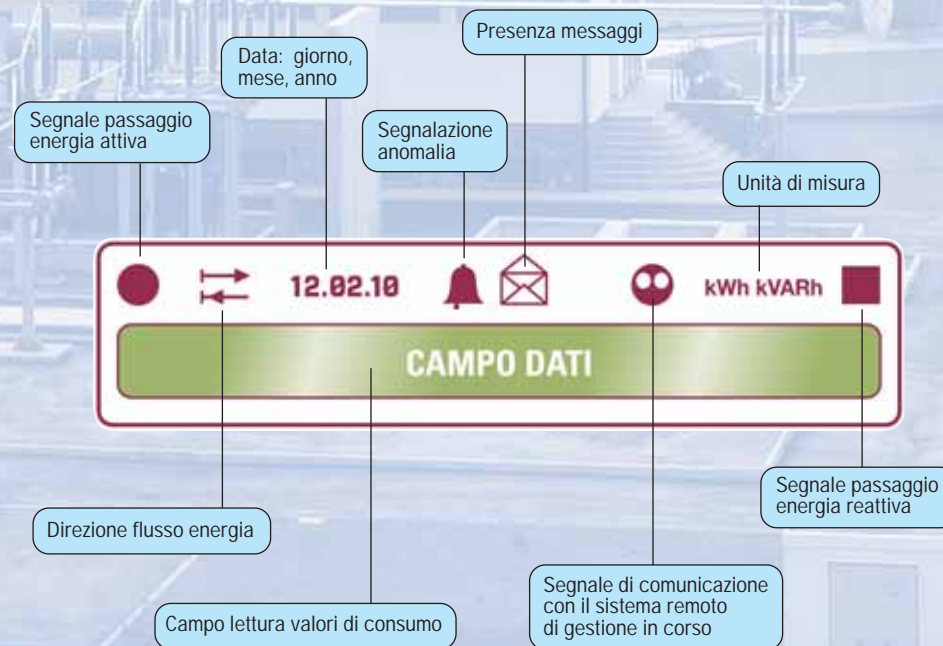 Presenza messaggi
Data: giorno,
mese, anno
Segnale passaggio
energia attiva
Segnalazione
anomalia
Unità di misura
12.02.10
kWh kVARh
CAMPO DATI
Segnale passaggio
energia reattiva
Direzione flusso energia
Segnale di comunicazione
con il sistema remoto
di gestione in corso
Campo lettura valori di consumo